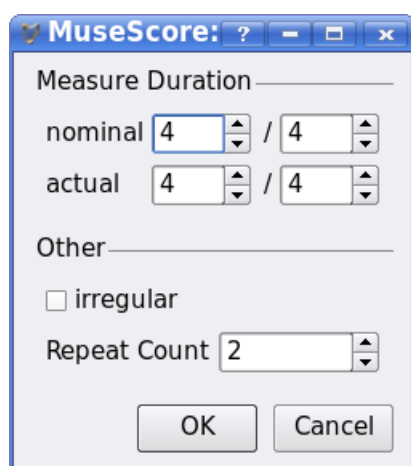 MuseScore: ?
Measure Duration
nominal 4 / 4
actual 4 / 4
Other
irregular
Repeat Count 2
OK Cancel